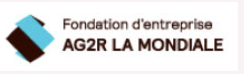 Fondation d'entreprise
AG2R LA MONDIALE